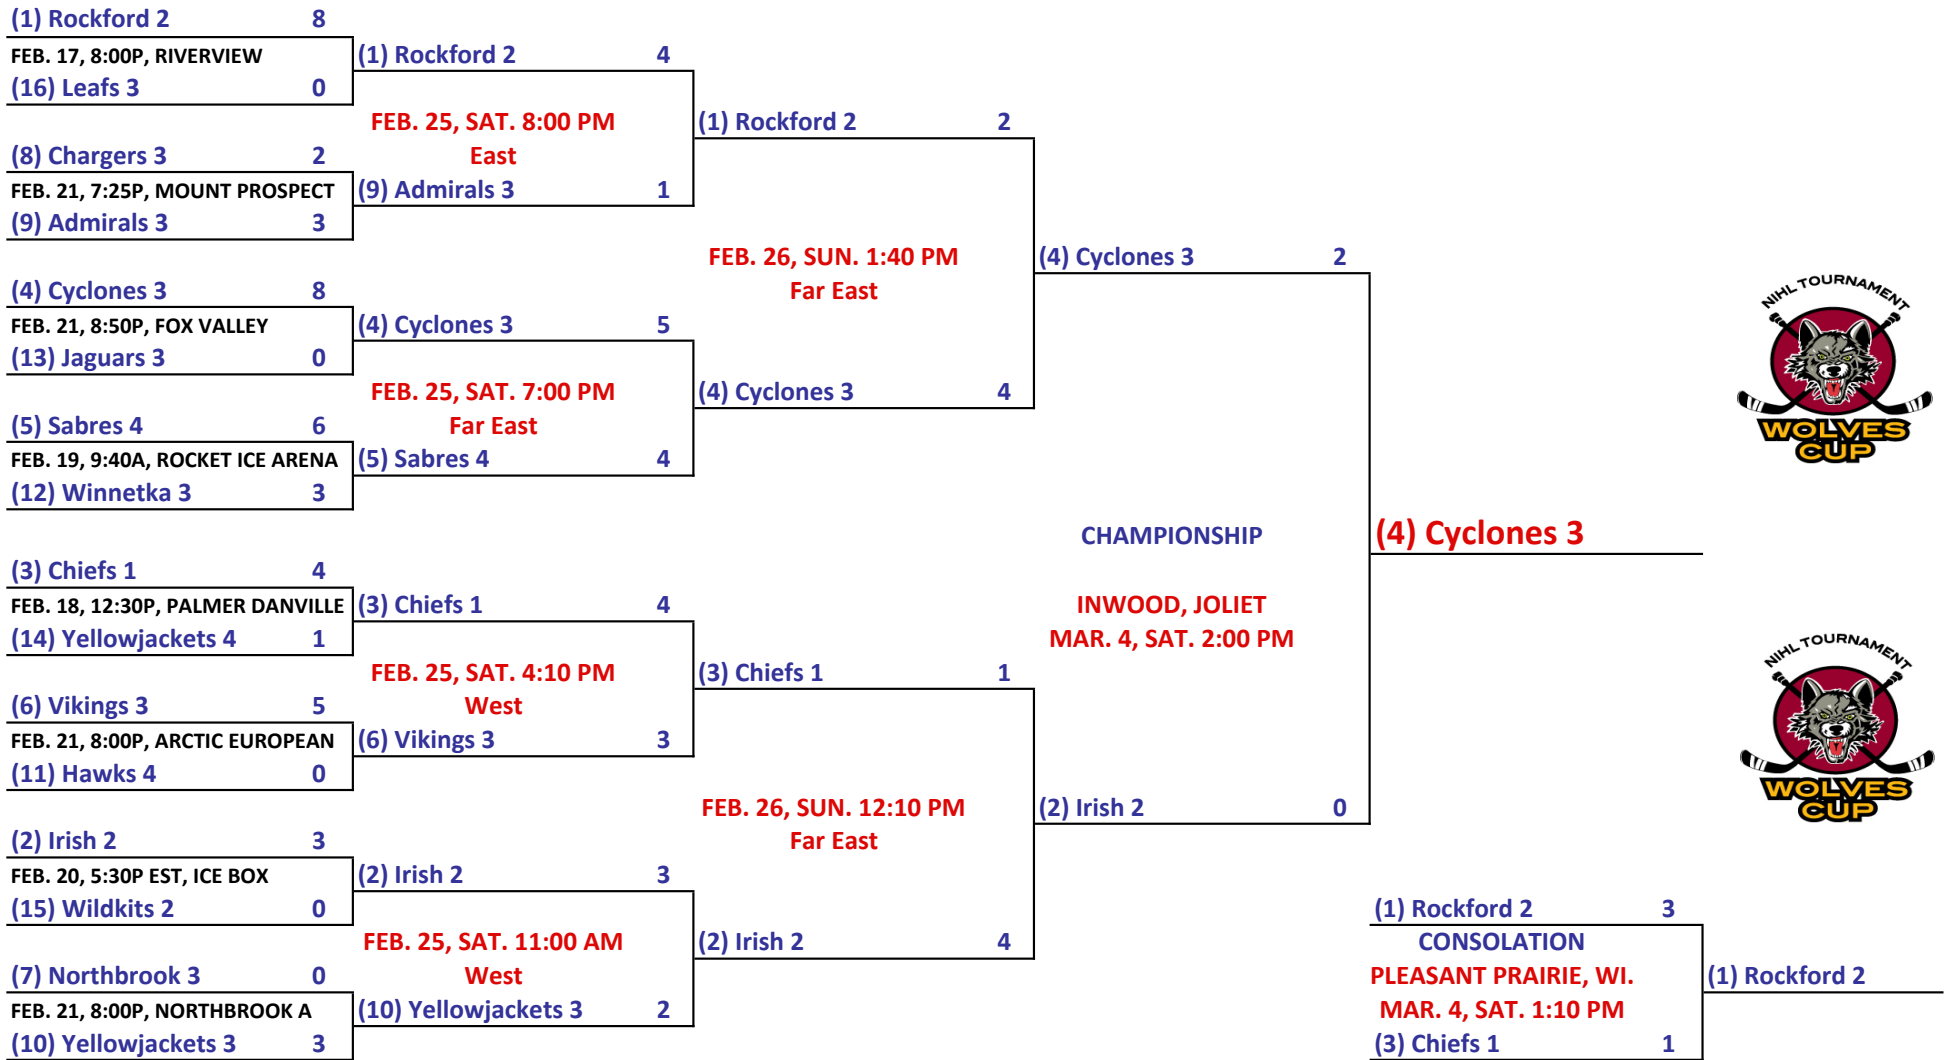 (1) Rockford 2 8
FEB. 17, 8:00P, RIVERVIEW
(16) Leafs 3 0
(8) Chargers 3 2
FEB. 21, 7:25P, MOUNT PROSPECT
(9) Admirals 3 3
(4) Cyclones 3 8
FEB. 21, 8:50P, FOX VALLEY
(13) Jaguars 3 0
(5) Sabres 4 6
FEB. 19, 9:40A, ROCKET ICE ARENA
(12) Winnetka 3 3
(3) Chiefs 1 4
FEB. 18, 12:30P, PALMER DANVILLE
(14) Yellowjackets 4 1
(6) Vikings 3 5
FEB. 21, 8:00P, ARCTIC EUROPEAN
(11) Hawks 4 0
(2) Irish 2 3
FEB. 20, 5:30P EST, ICE BOX
(15) Wildkits 2 0
(7) Northbrook 3 0
FEB. 21, 8:00P, NORTHBROOK A
(10) Yellowjackets 3 3
(1) Rockford 2 4
FEB. 25, SAT. 8:00 PM
East
(9) Admirals 3 1
(4) Cyclones 3 5
FEB. 25, SAT. 7:00 PM
Far East
(5) Sabres 4 4
(3) Chiefs 1 4
FEB. 25, SAT. 4:10 PM
West
(6) Vikings 3 3
(2) Irish 2 3
FEB. 25, SAT. 11:00 AM
West
(10) Yellowjackets 3 2
(1) Rockford 2 2
FEB. 26, SUN. 1:40 PM
Far East
(4) Cyclones 3 4
(3) Chiefs 1 1
FEB. 26, SUN. 12:10 PM
Far East
(2) Irish 2 4
(4) Cyclones 3 2
CHAMPIONSHIP
INWOOD, JOLIET
MAR. 4, SAT. 2:00 PM
(2) Irish 2 0
(4) Cyclones 3
NIHL TOURNAMENT
WOLVES
CUP
NIHL TOURNAMENT
WOLVES
CUP
(1) Rockford 2 3
CONSOLATION
PLEASANT PRAIRIE, WI.
MAR. 4, SAT. 1:10 PM
(3) Chiefs 1 1
(1) Rockford 2